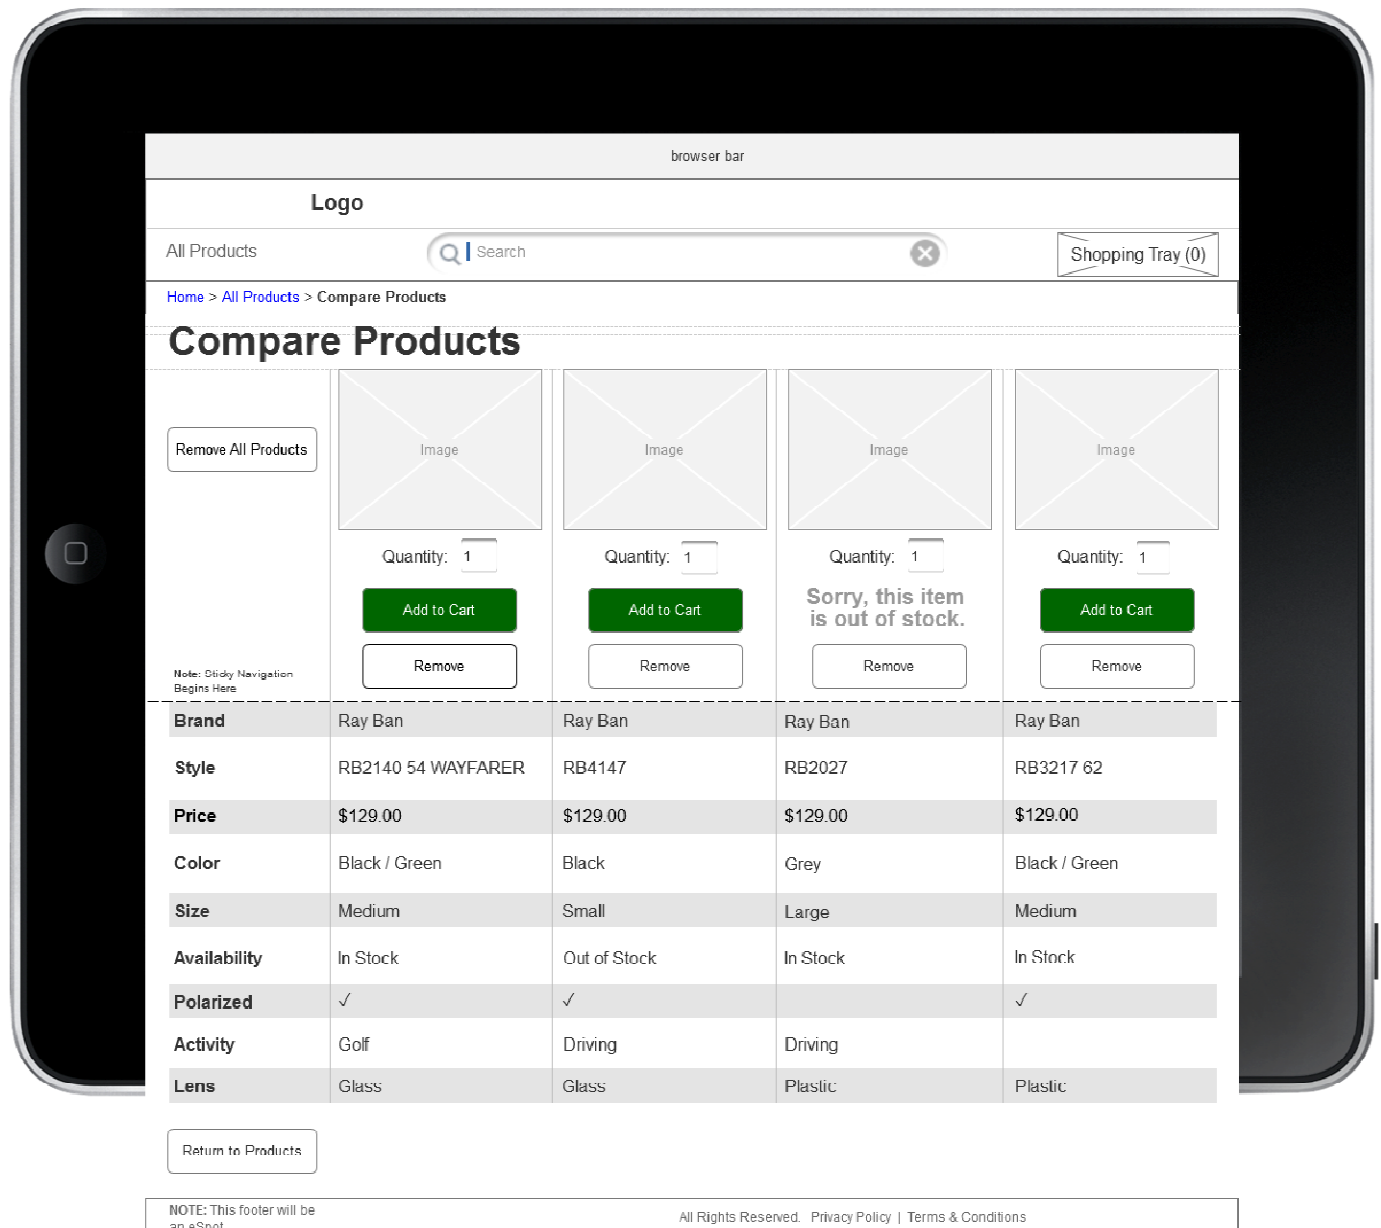 browser bar
Logo
All Products
Search
Shopping Tray (0)
Home > All Products > Compare Products
Compare Products
Remove All Products
Image Image Image Image
Quantity: 1 Quantity: 1 Quantity: 1 Quantity: 1
Add to Cart Add to Cart Sorry, this item Add to Cart
is out of stock.
Remove Remove Remove Remove
Note: Sticky Navigation
Begins Here
Brand Ray Ban Ray Ban Ray Ban Ray Ban
Style RB2140 54 WAYFARER RB4147 RB2027 RB3217 62
Price $129.00 $129.00 $129.00 $129.00
Color Black / Green Black Grey Black / Green
Size Medium Small Large Medium
Availability In Stock Out of Stock In Stock In Stock
Polarized ✓ ✓ ✓
Activity Golf Driving Driving
Lens Glass Glass Plastic Plastic
Return to Products
NOTE: This footer will be
an eSpot
All Rights Reserved. Privacy Policy | Terms & Conditions